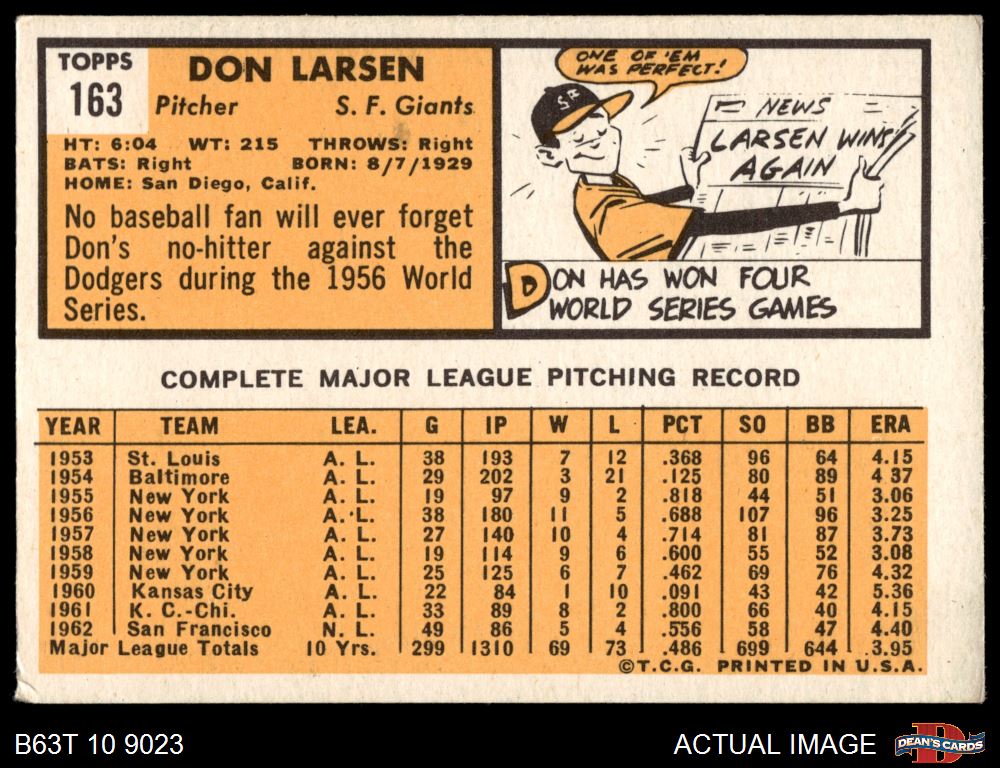 TOPPS
163
DON LARSEN
Pitcher S. F. Giants
HT: 6:04 WT: 215 THROWS: Right
BATS: Right BORN: 8/7/1929
HOME: San Diego, Calif.
No baseball fan will ever forget
Don's no-hitter against the
Dodgers during the 1956 World
Series.
ONE OF 'EM
WAS PERFECT!
SF
NEWS
LARSEN WINS
AGAIN
DON HAS WON FOUR
WORLD SERIES GAMES
COMPLETE MAJOR LEAGUE PITCHING RECORD
YEAR TEAM LEA. G IP W L PCT SO BB ERA
1953 St. Louis A. L. 38 193 7 12 .368 96 64 4.15
1954 Baltimore A. L. 29 202 3 21 .125 80 89 4.37
1955 New York A. L. 19 97 9 2 .818 44 51 3.06
1956 New York A. L. 38 180 11 5 .688 107 96 3.25
1957 New York A. L. 27 140 10 4 .714 81 87 3.73
1958 New York A. L. 19 114 9 6 .600 55 52 3.08
1959 New York A. L. 25 125 6 7 .462 69 76 4.32
1960 Kansas City A. L. 22 84 1 10 .091 43 42 5.36
1961 K. C.-Chi. A. L. 33 89 8 2 .800 66 40 4.15
1962 San Francisco N. L. 49 86 5 4 .556 58 47 4.40
Major League Totals 10 Yrs. 299 1310 69 73 .486 699 644 3.95
©T.C.G. PRINTED IN U.S.A.
B63T 10 9023
ACTUAL IMAGE
D
DEAN'S CARDS